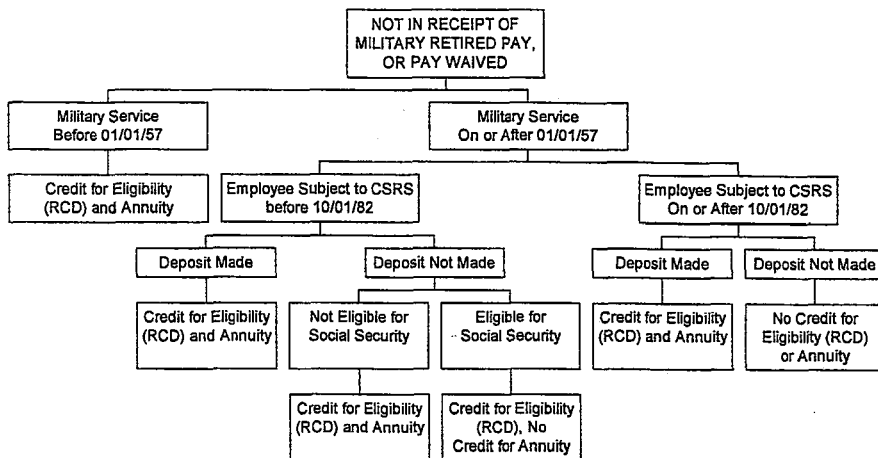 NOT IN RECEIPT OF
MILITARY RETIRED PAY,
OR PAY WAIVED
Military Service
Before 01/01/57
Military Service
On or After 01/01/57
Credit for Eligibility
(RCD) and Annuity
Employee Subject to CSRS
before 10/01/82
Employee Subject to CSRS
On or After 10/01/82
Deposit Made
Deposit Not Made
Deposit Made
Deposit Not Made
Credit for Eligibility
(RCD) and Annuity
Not Eligible for
Social Security
Eligible for
Social Security
Credit for Eligibility
(RCD) and Annuity
No Credit for
Eligibility (RCD)
or Annuity
Credit for Eligibility
(RCD) and Annuity
Credit for Eligibility
(RCD), No
Credit for Annuity